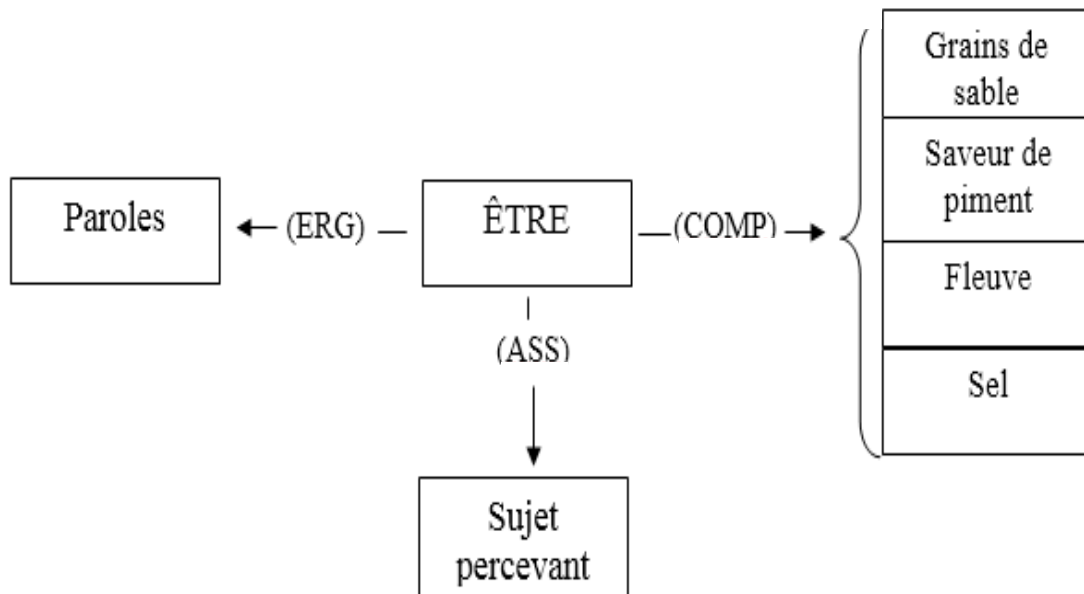 Grains de
sable
Saveur de
piment
Paroles
(ERG)
ÊTRE
(COMP)
Fleuve
(ASS)
Sel
Sujet
percevant